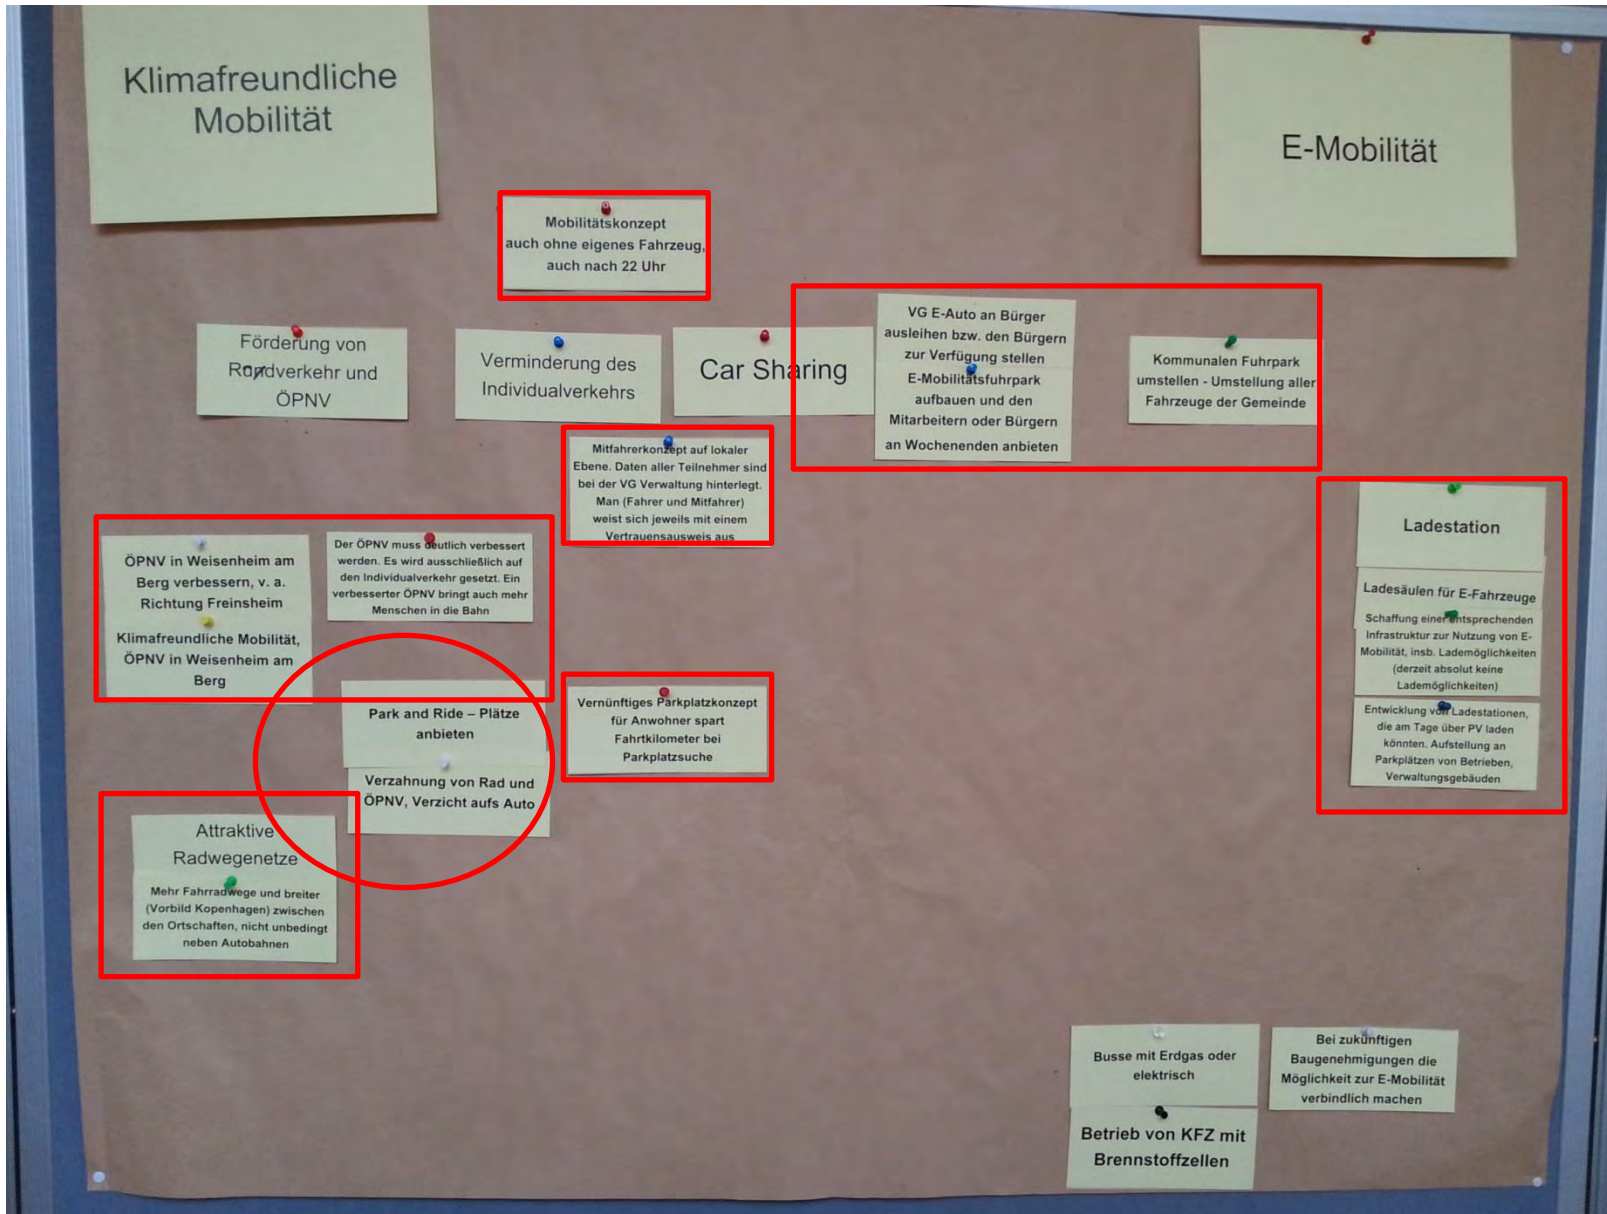 Klimafreundliche
Mobilität
E-Mobilität
Mobilitätskonzept
auch ohne eigenes Fahrzeug,
auch nach 22 Uhr
Förderung von
Radverkehr und
ÖPNV
Verminderung des
Individualverkehrs
Car Sharing
VG E-Auto an Bürger
ausleihen bzw. den Bürgern
zur Verfügung stellen
E-Mobilitätsfuhrpark
aufbauen und den
Mitarbeitern oder Bürgern
an Wochenenden anbieten
Kommunalen Fuhrpark
umstellen - Umstellung aller
Fahrzeuge der Gemeinde
Mitfahrerkonzept auf lokaler
Ebene. Daten aller Teilnehmer sind
bei der VG Verwaltung hinterlegt.
Man (Fahrer und Mitfahrer)
weist sich jeweils mit einem
Vertrauensausweis aus
ÖPNV in Weisenheim am
Berg verbessern, v. a.
Richtung Freinsheim
Klimafreundliche Mobilität,
ÖPNV in Weisenheim am
Berg
Der ÖPNV muss deutlich verbessert
werden. Es wird ausschließlich auf
den Individualverkehr gesetzt. Ein
verbesserter ÖPNV bringt auch mehr
Menschen in die Bahn
Ladestation
Ladesäulen für E-Fahrzeuge
Schaffung einer entsprechenden
Infrastruktur zur Nutzung von E-
Mobilität, insb. Lademöglichkeiten
(derzeit absolut keine
Lademöglichkeiten)
Entwicklung von Ladestationen,
die am Tage über PV laden
könnten. Aufstellung an
Parkplätzen von Betrieben,
Verwaltungsgebäuden
Park and Ride – Plätze
anbieten
Verzahnung von Rad und
ÖPNV, Verzicht aufs Auto
Vernünftiges Parkplatzkonzept
für Anwohner spart
Fahrtkilometer bei
Parkplatzsuche
Attraktive
Radwegenetze
Mehr Fahrradwege und breiter
(Vorbild Kopenhagen) zwischen
den Ortschaften, nicht unbedingt
neben Autobahnen
Busse mit Erdgas oder
elektrisch
Betrieb von KFZ mit
Brennstoffzellen
Bei zukünftigen
Baugenehmigungen die
Möglichkeit zur E-Mobilität
verbindlich machen